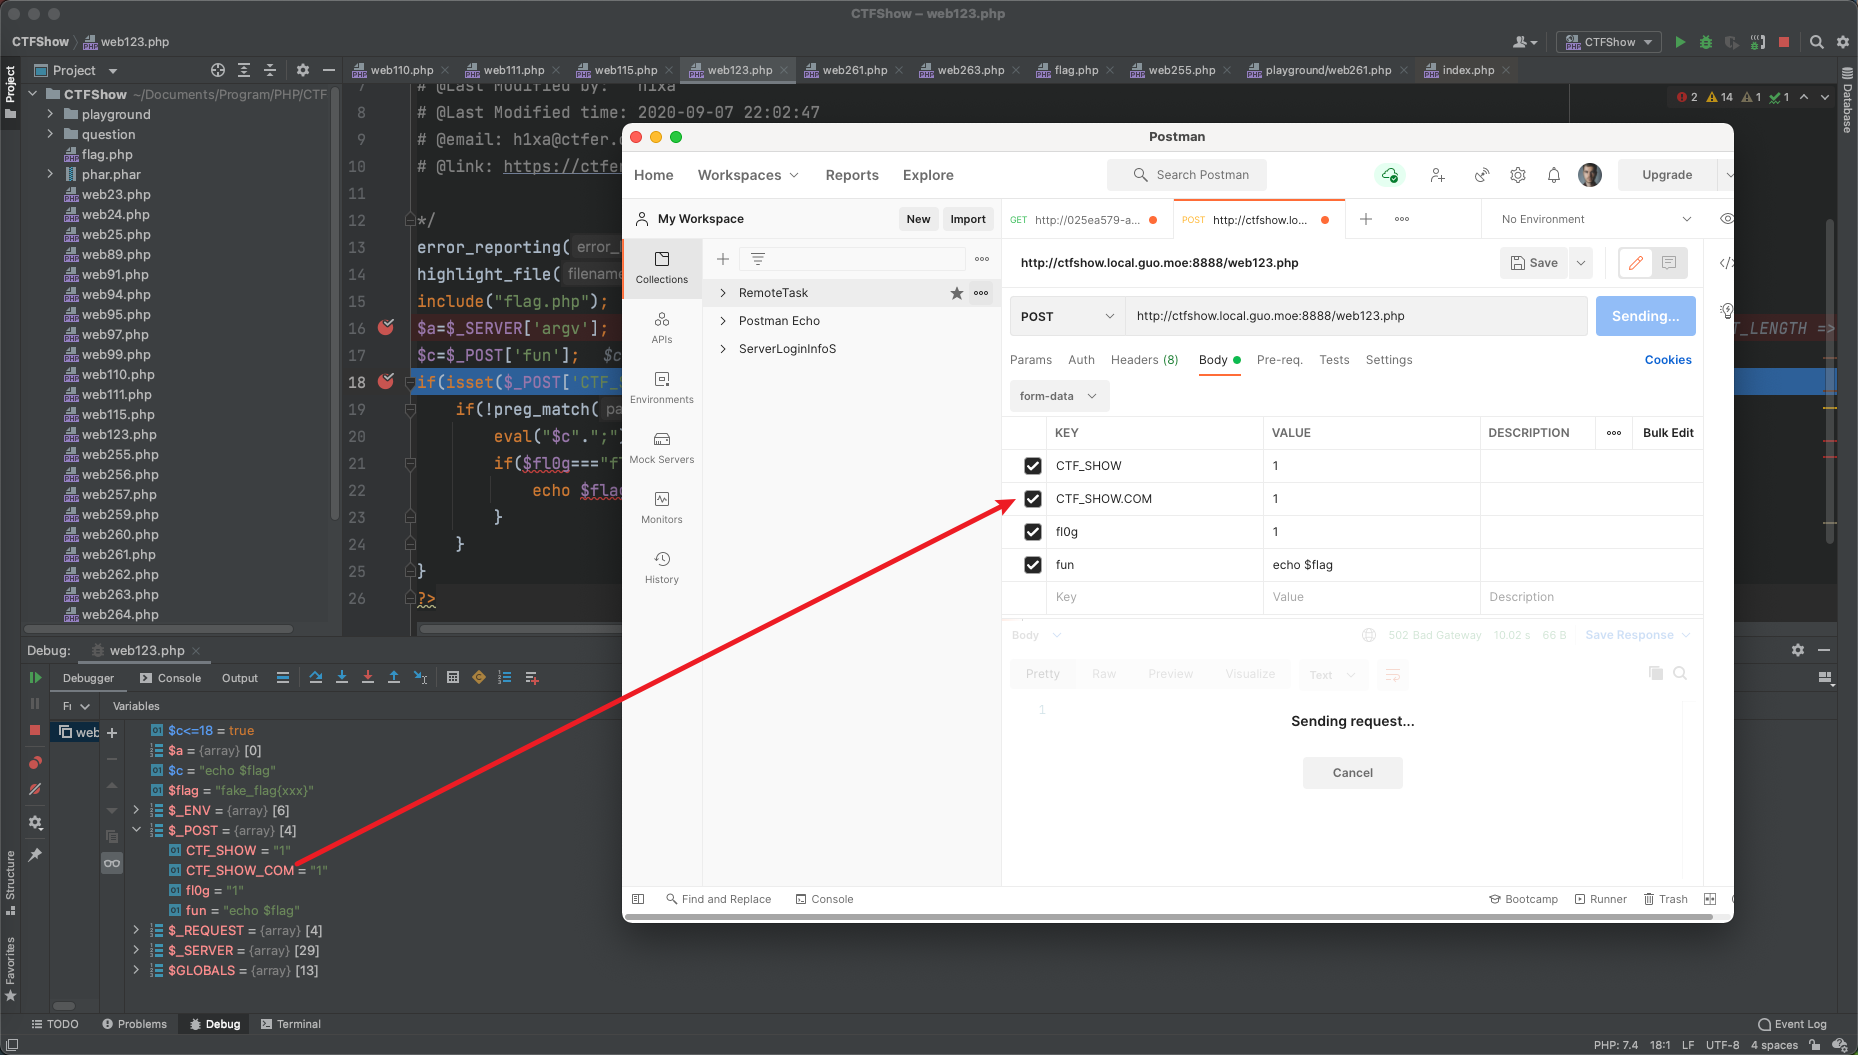 CTFShow – web123.php
CTFShow
web123.php
CTFShow
Project
web110.php
web111.php
web115.php
web123.php
web261.php
web263.php
flag.php
web255.php
playground/web261.php
index.php
Project
Database
CTFShow ~/Documents/Program/PHP/CTF
playground
question
flag.php
phar.phar
web23.php
web24.php
web25.php
web89.php
web91.php
web94.php
web95.php
web97.php
web99.php
web110.php
web111.php
web115.php
web123.php
web255.php
web256.php
web257.php
web259.php
web260.php
web261.php
web262.php
web263.php
web264.php
2 14 1 1
7 # @Last Modified by: h1xa
8 # @Last Modified time: 2020-09-07 22:02:47
9 # @email: h1xa@ctfer.
10 # @link: https://ctfer
11
12 */
13 error_reporting( error_
14 highlight_file( filename
15 include("flag.php");
16 $a=$_SERVER['argv'];
T_LENGTH =>
17 $c=$_POST['fun']; $c
18 if(isset($_POST['CTF_S
19 if(!preg_match( pa
20 eval("$c".";"
21 if($fl0g==="f
22 echo $flag
23 }
24 }
25 }
26 ?>
Postman
Home
Workspaces
Reports
Explore
Search Postman
Upgrade
My Workspace
New
Import
GET http://025ea579-a...
POST http://ctfshow.lo...
No Environment
Collections
APIs
Environments
Mock Servers
Monitors
History
RemoteTask
Postman Echo
ServerLoginInfoS
http://ctfshow.local.guo.moe:8888/web123.php
Save
POST
http://ctfshow.local.guo.moe:8888/web123.php
Sending...
Params
Auth
Headers (8)
Body
Pre-req.
Tests
Settings
Cookies
form-data
KEY VALUE DESCRIPTION Bulk Edit
CTF_SHOW 1
CTF_SHOW.COM 1
fl0g 1
fun echo $flag
Key Value Description
Body
502 Bad Gateway 10.02 s 66 B Save Response
Pretty Raw Preview Visualize Text
1
Sending request...
Cancel
Find and Replace
Console
Bootcamp
Runner
Trash
Debug:
web123.php
Debugger
Console
Output
Variables
web
$c<=18 = true
$a = {array} [0]
$c = "echo $flag"
$flag = "fake_flag{xxx}"
$_ENV = {array} [6]
$_POST = {array} [4]
CTF_SHOW = "1"
CTF_SHOW_COM = "1"
fl0g = "1"
fun = "echo $flag"
$_REQUEST = {array} [4]
$_SERVER = {array} [29]
$GLOBALS = {array} [13]
Structure
Favorites
TODO
Problems
Debug
Terminal
Event Log
PHP: 7.4 18:1 LF UTF-8 4 spaces